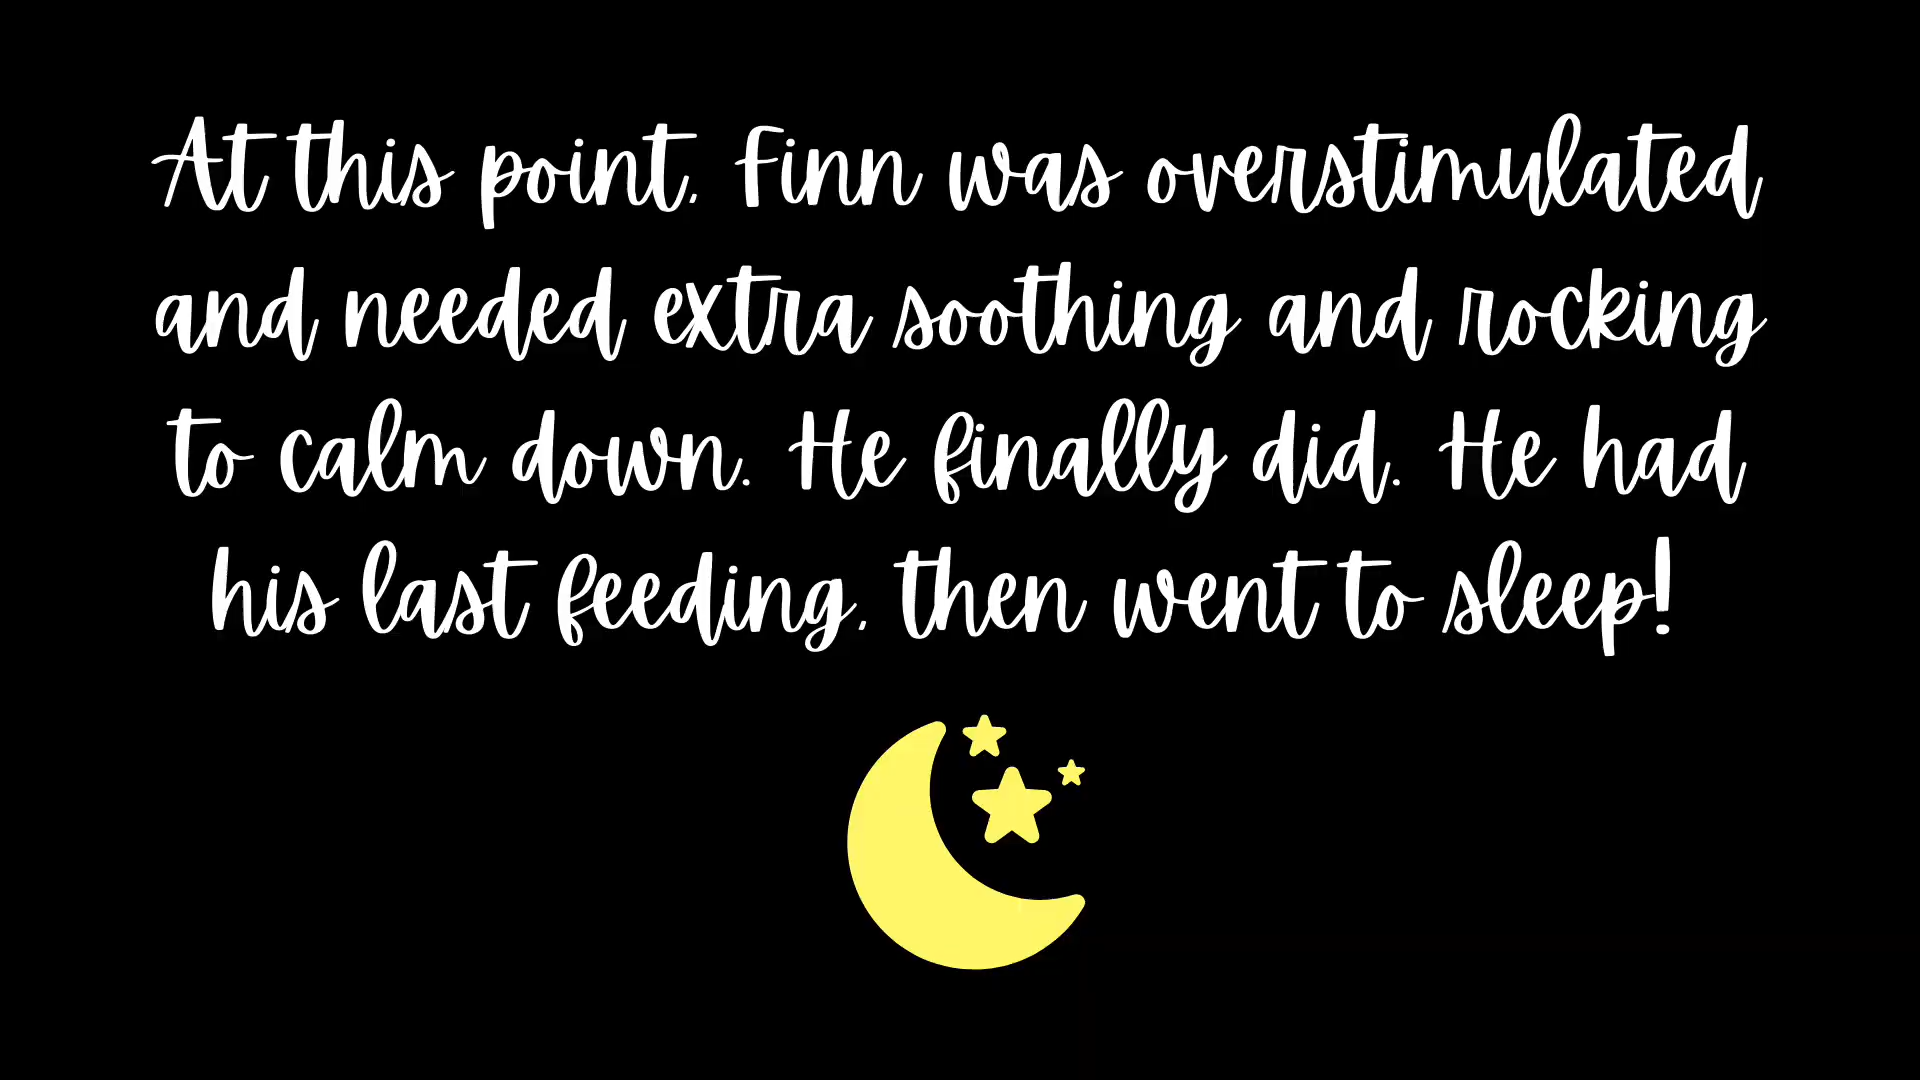 At this point, Finn was overstimulated
and needed extra soothing and rocking
to calm down. He finally did. He had
his last feeding, then went to sleep!